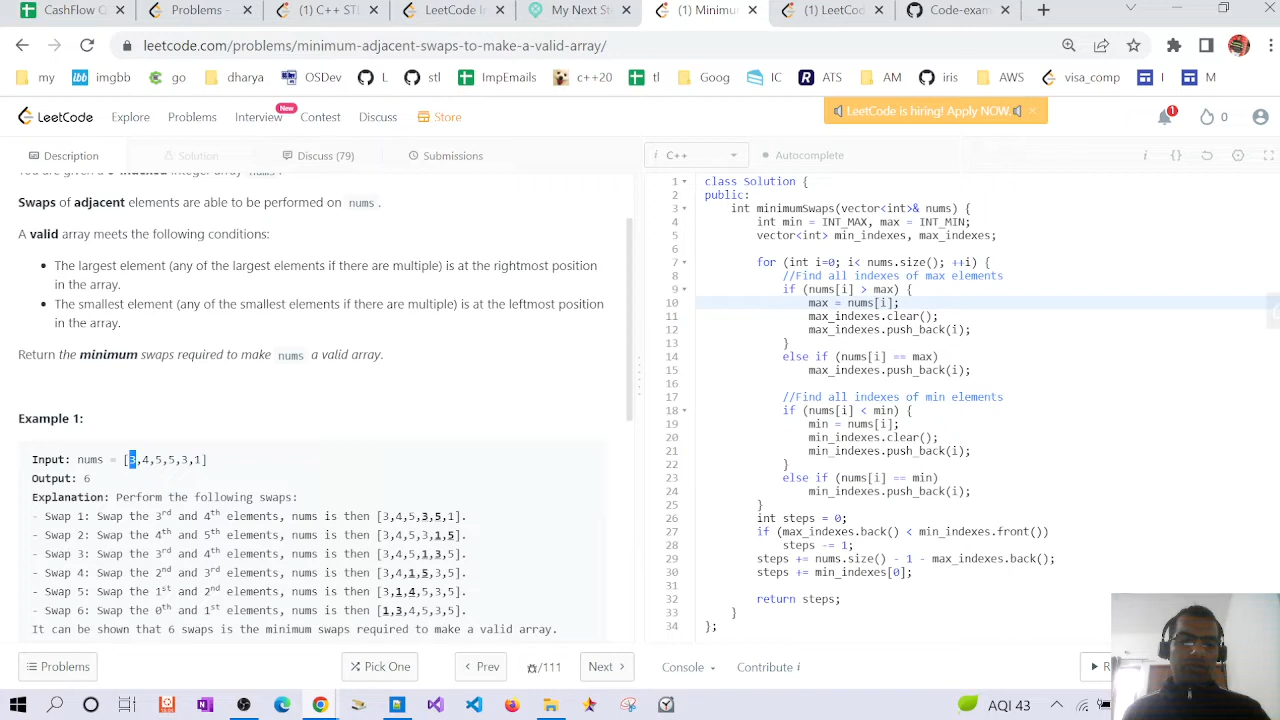 CashFlow Q
Problems -
(1) C++ STL
LeetCode In
My Next St
(1) Minimu
(1) LeetCod
Code-exam
leetcode.com/problems/minimum-adjacent-swaps-to-make-a-valid-array/
my
imgbb
go
dharya
OSDev
L
stl
ImpEmails
c++20
tl
Goog
IC
ATS
AM
iris
AWS
visa_comp
I
M
LeetCode
Explore
Problems
Interview
New
Contest
Discuss
Store
LeetCode is hiring! Apply NOW.
1
0
Description
Solution
Discuss (79)
Submissions
i C++
Autocomplete
You are given a 0-indexed integer array nums.
Swaps of adjacent elements are able to be performed on nums.
A valid array meets the following conditions:
• The largest element (any of the largest elements if there are multiple) is at the rightmost position
in the array.
• The smallest element (any of the smallest elements if there are multiple) is at the leftmost position
in the array.
Return the minimum swaps required to make nums a valid array.
Example 1:
Input: nums = [3,4,5,5,3,1]
Output: 6
Explanation: Perform the following swaps:
- Swap 1: Swap the 3rd and 4th elements, nums is then [3,4,5,3,5,1].
- Swap 2: Swap the 4th and 5th elements, nums is then [3,4,5,3,1,5].
- Swap 3: Swap the 3rd and 4th elements, nums is then [3,4,5,1,3,5].
- Swap 4: Swap the 2nd and 3rd elements, nums is then [3,4,1,5,3,5].
- Swap 5: Swap the 1st and 2nd elements, nums is then [3,1,4,5,3,5].
- Swap 6: Swap the 0th and 1st elements, nums is then [1,3,4,5,3,5].
It can be shown that 6 swaps is the minimum swaps required to make a valid array.
1 class Solution {
2 public:
3 int minimumSwaps(vector<int>& nums) {
4 int min = INT_MAX, max = INT_MIN;
5 vector<int> min_indexes, max_indexes;
6
7 for (int i=0; i< nums.size(); ++i) {
8 //Find all indexes of max elements
9 if (nums[i] > max) {
10 max = nums[i];
11 max_indexes.clear();
12 max_indexes.push_back(i);
13 }
14 else if (nums[i] == max)
15 max_indexes.push_back(i);
16
17 //Find all indexes of min elements
18 if (nums[i] < min) {
19 min = nums[i];
20 min_indexes.clear();
21 min_indexes.push_back(i);
22 }
23 else if (nums[i] == min)
24 min_indexes.push_back(i);
25 }
26 int steps = 0;
27 if (max_indexes.back() < min_indexes.front())
28 steps -= 1;
29 steps += nums.size() - 1 - max_indexes.back();
30 steps += min_indexes[0];
31
32 return steps;
33 }
34 };
Problems
Pick One
Prev
/111
Next
Console
Contribute i
AQI 43